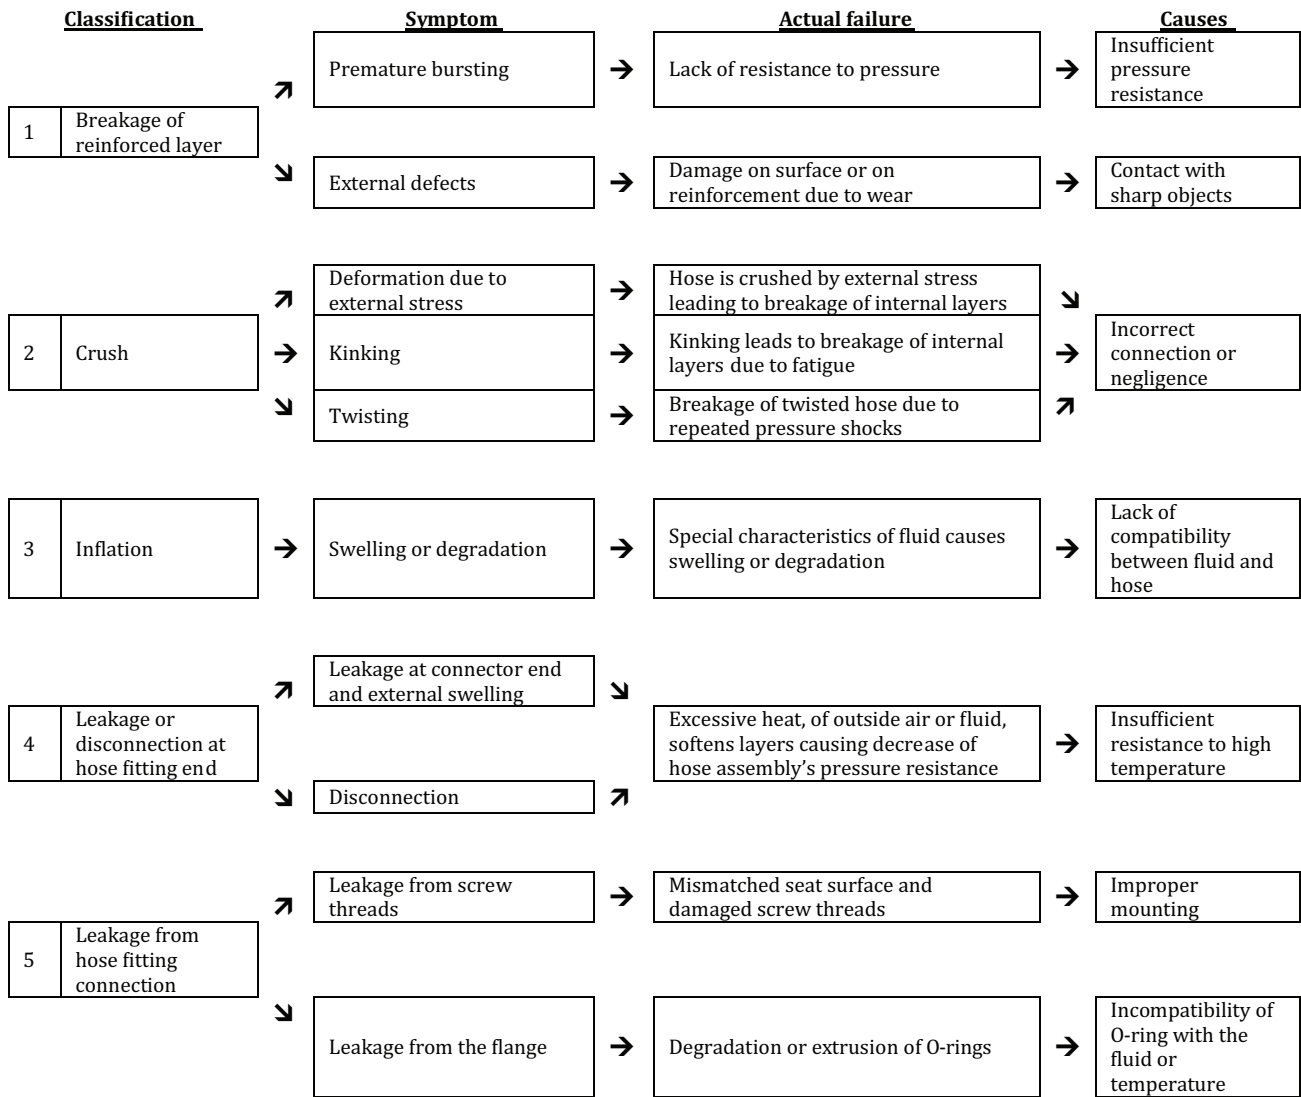 Classification Symptom Actual failure Causes
1
Breakage of
reinforced layer
Premature bursting
Lack of resistance to pressure
Insufficient
pressure
resistance
External defects
Damage on surface or on
reinforcement due to wear
Contact with
sharp objects
2
Crush
Deformation due to
external stress
Hose is crushed by external stress
leading to breakage of internal layers
Kinking
Kinking leads to breakage of internal
layers due to fatigue
Twisting
Breakage of twisted hose due to
repeated pressure shocks
Incorrect
connection or
negligence
3
Inflation
Swelling or degradation
Special characteristics of fluid causes
swelling or degradation
Lack of
compatibility
between fluid and
hose
4
Leakage or
disconnection at
hose fitting end
Leakage at connector end
and external swelling
Disconnection
Excessive heat, of outside air or fluid,
softens layers causing decrease of
hose assembly's pressure resistance
Insufficient
resistance to high
temperature
5
Leakage from
hose fitting
connection
Leakage from screw
threads
Mismatched seat surface and
damaged screw threads
Improper
mounting
Leakage from the flange
Degradation or extrusion of O-rings
Incompatibility of
O-ring with the
fluid or
temperature